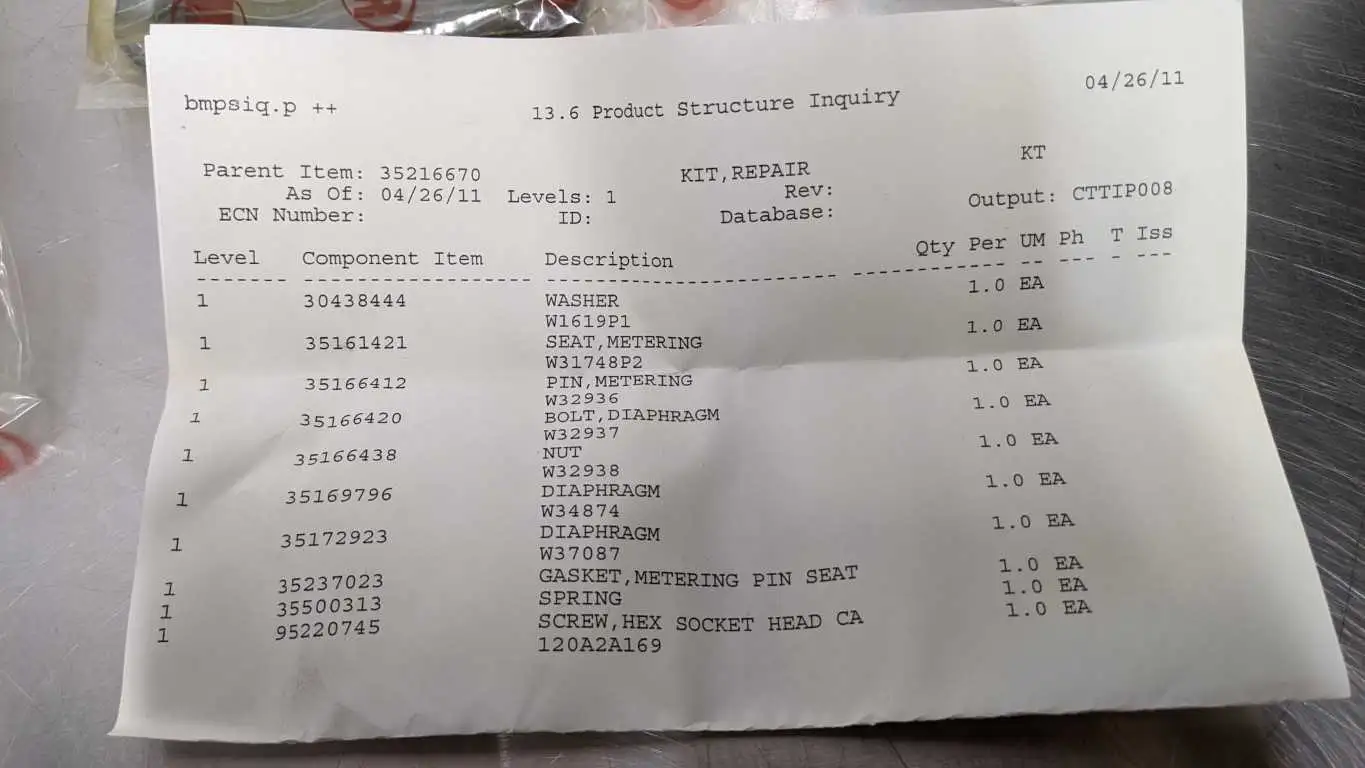 bmpsiq.p ++ 13.6 Product Structure Inquiry 04/26/11
Parent Item: 35216670 KIT,REPAIR KT
As Of: 04/26/11 Levels: 1 Rev: Output: CTTIP008
ECN Number: ID: Database:
Level Component Item Description Qty Per UM Ph T Iss
------- ------------------ ----------------------- ------------ -- --- - ---
1 30438444 WASHER 1.0 EA
W1619P1
1 35161421 SEAT,METERING 1.0 EA
W31748P2
1 35166412 PIN,METERING 1.0 EA
W32936
1 35166420 BOLT,DIAPHRAGM 1.0 EA
W32937
1 35166438 NUT 1.0 EA
W32938
1 35169796 DIAPHRAGM 1.0 EA
W34874
1 35172923 DIAPHRAGM 1.0 EA
W37087
1 35237023 GASKET,METERING PIN SEAT 1.0 EA
1 35500313 SPRING 1.0 EA
1 95220745 SCREW,HEX SOCKET HEAD CA 1.0 EA
120A2A169